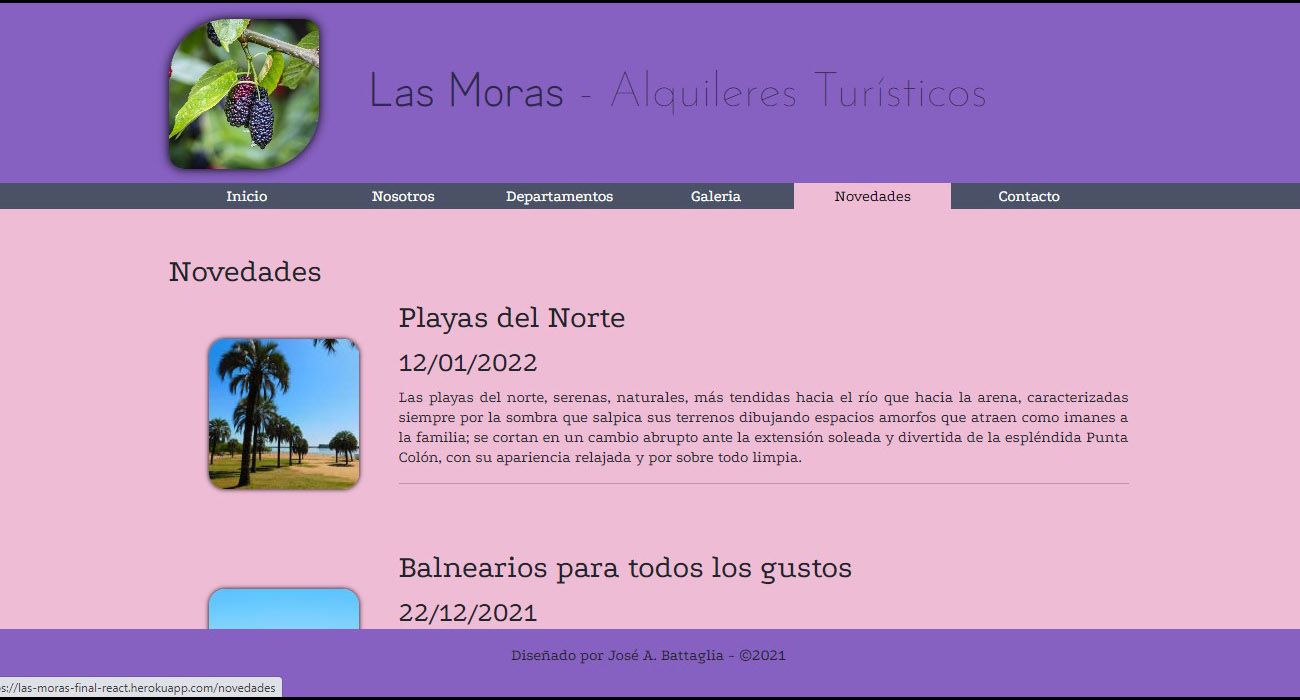 Las Moras - Alquileres Turísticos
Inicio Nosotros Departamentos Galeria Novedades Contacto
Novedades
Playas del Norte
12/01/2022
Las playas del norte, serenas, naturales, más tendidas hacia el río que hacia la arena, caracterizadas
siempre por la sombra que salpica sus terrenos dibujando espacios amorfos que atraen como imanes a
la familia; se cortan en un cambio abrupto ante la extensión soleada y divertida de la espléndida Punta
Colón, con su apariencia relajada y por sobre todo limpia.
Balnearios para todos los gustos
22/12/2021
Diseñado por José A. Battaglia - ©2021
s://las-moras-final-react.herokuapp.com/novedades